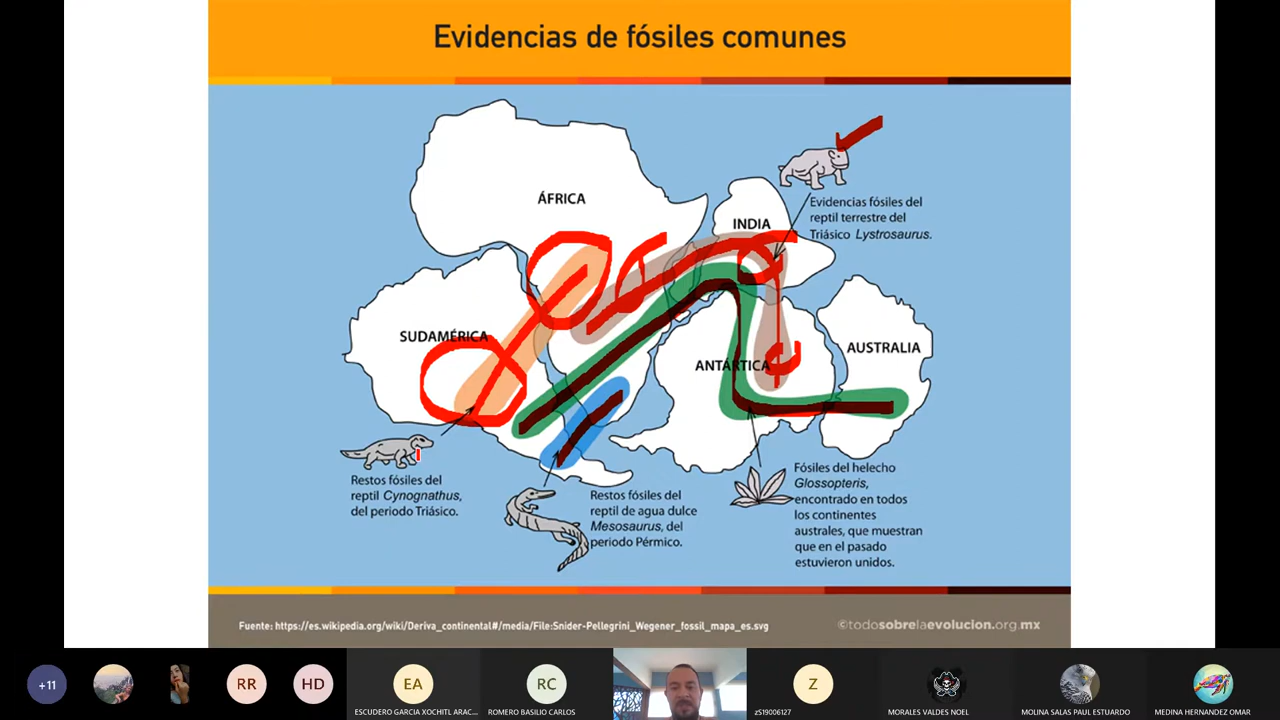 Evidencias de fósiles comunes
ÁFRICA
INDIA
Evidencias fósiles del
reptil terrestre del
Triásico Lystrosaurus.
SUDAMÉRICA
ANTÁRTICA
AUSTRALIA
Restos fósiles del
reptil Cynognathus,
del periodo Triásico.
Restos fósiles del
reptil de agua dulce
Mesosaurus, del
periodo Pérmico.
Fósiles del helecho
Glossopteris,
encontrado en todos
los continentes
australes, que muestran
que en el pasado
estuvieron unidos.
Fuente: https://es.wikipedia.org/wiki/Deriva_continental#/media/File:Snider-Pellegrini_Wegener_fossil_mapa_es.svg
©todosobrelaevolucion.org.mx
+11
RR
HD
EA
RC
Z
ESCUDERO GARCIA XOCHITL ARAC...
ROMERO BASILIO CARLOS
zS19006127
MORALES VALDES NOEL
MOLINA SALAS PAUL ESTUARDO
MEDINA HERNANDEZ OMAR